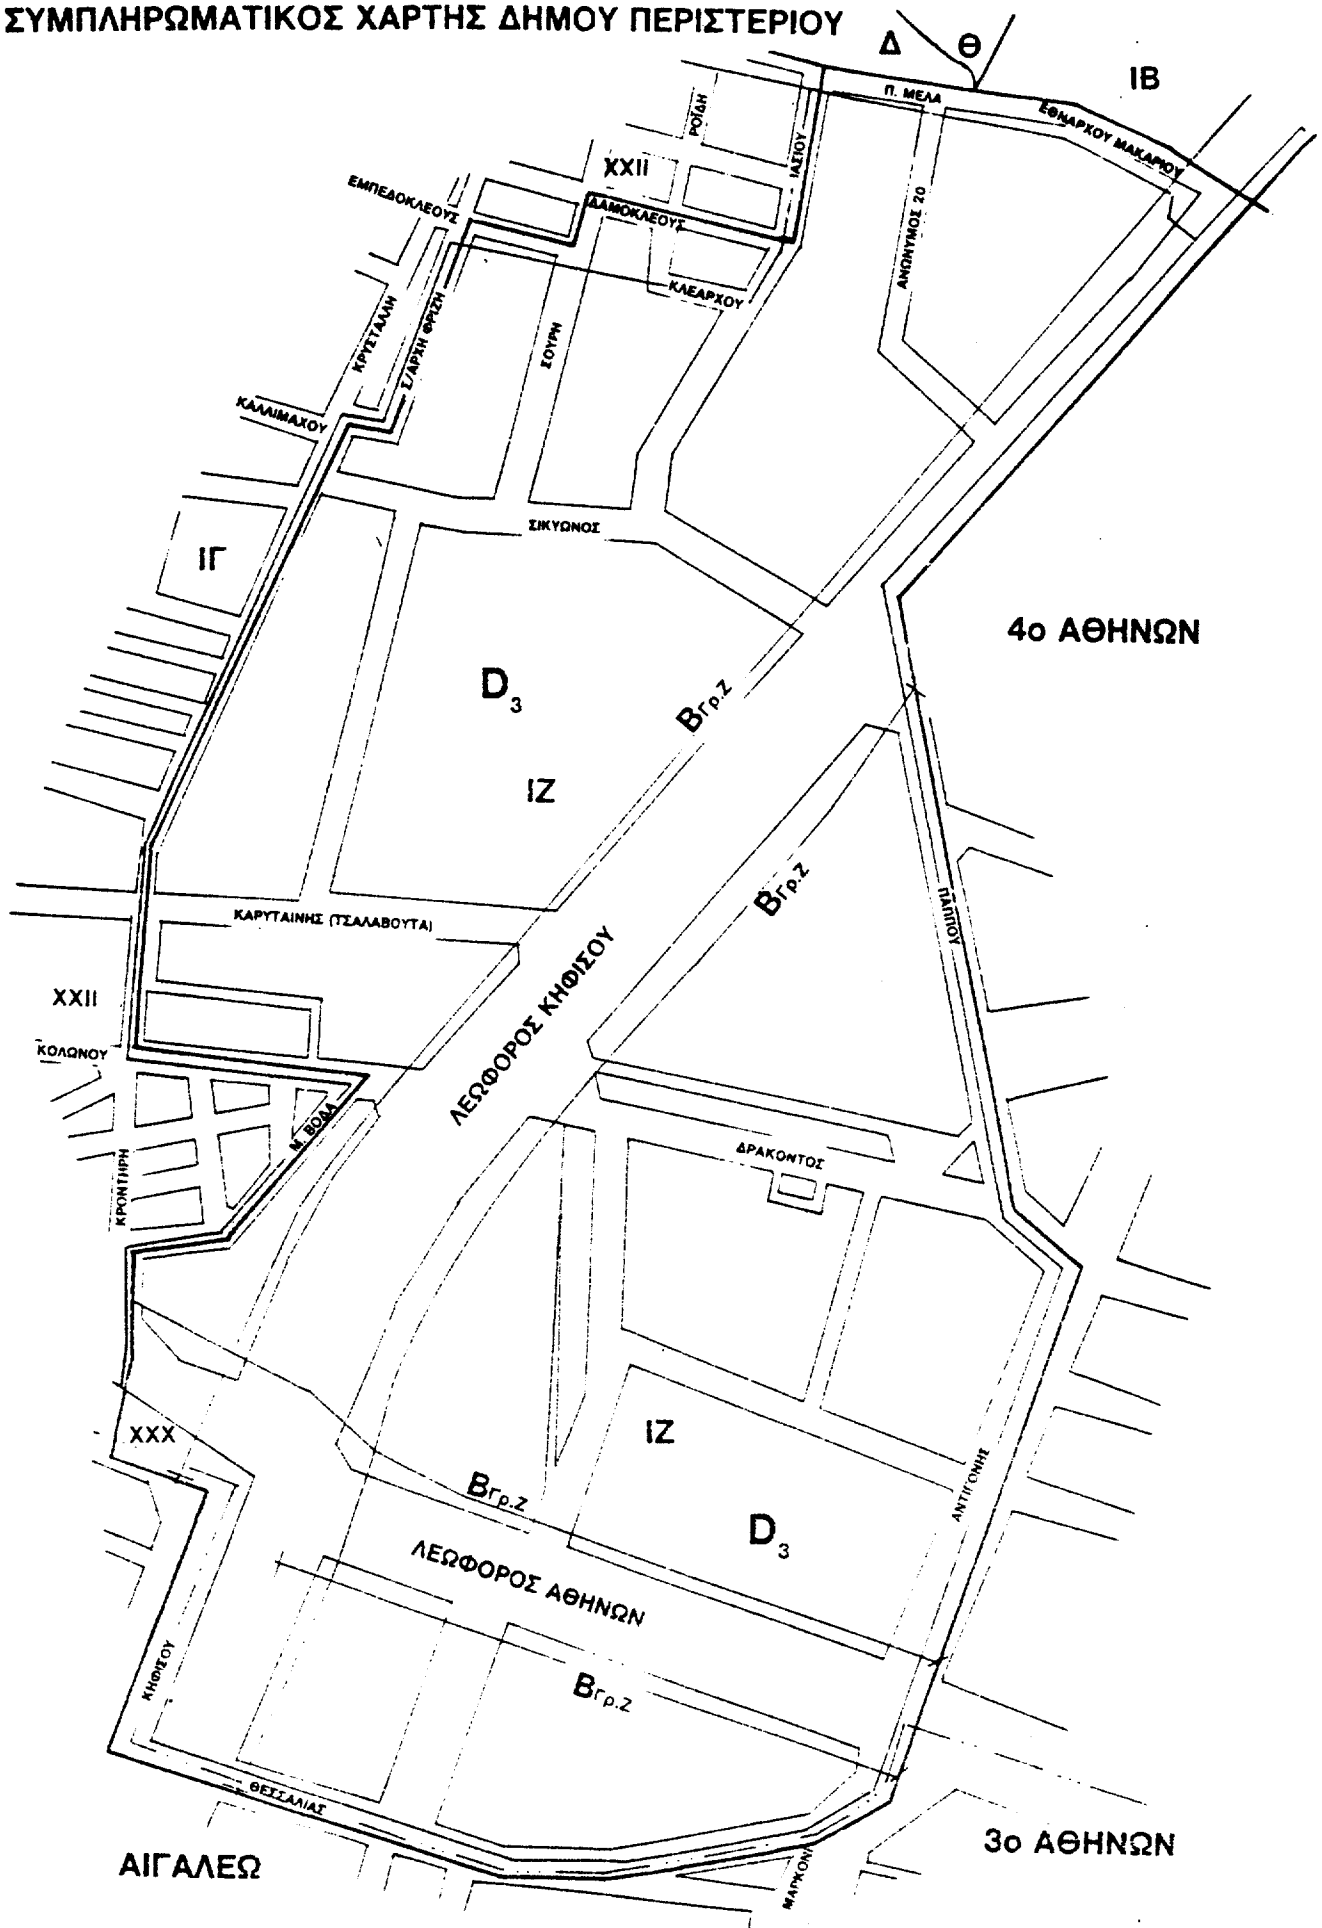 ΣΥΜΠΛΗΡΩΜΑΤΙΚΟΣ ΧΑΡΤΗΣ ΔΗΜΟΥ ΠΕΡΙΣΤΕΡΙΟΥ
Δ
Θ
ΙΒ
Π. ΜΕΛΑ
ΕΘΝΑΡΧΟΥ ΜΑΚΑΡΙΟΥ
ΡΟΪΔΗ
ΙΑΣΙΟΥ
XXII
ΕΜΠΕΔΟΚΛΕΟΥΣ
ΔΑΜΟΚΛΕΟΥΣ
ΑΝΩΝΥΜΟΣ 20
ΚΛΕΑΡΧΟΥ
ΚΡΥΣΤΑΛΛΗ
Σ/ΑΡΧΗ ΦΡΙΖΗ
ΣΟΥΡΗ
ΚΑΛΛΙΜΑΧΟΥ
ΣΙΚΥΩΝΟΣ
ΙΓ
4ο ΑΘΗΝΩΝ
D3
Βγρ.Ζ
ΙΖ
Βγρ.Ζ
ΠΑΠΠΟΥ
ΚΑΡΥΤΑΙΝΗΣ (ΤΣΑΛΑΒΟΥΤΑ)
ΛΕΩΦΟΡΟΣ ΚΗΦΙΣΟΥ
XXII
ΚΟΛΩΝΟΥ
Μ. ΒΟΔΑ
ΔΡΑΚΟΝΤΟΣ
ΚΡΟΝΤΗΡΗ
XXX
ΙΖ
Βγρ.Ζ
ΑΝΤΙΓΟΝΗΣ
D3
ΛΕΩΦΟΡΟΣ ΑΘΗΝΩΝ
ΚΗΦΙΣΟΥ
Βγρ.Ζ
ΘΕΣΣΑΛΙΑΣ
ΑΙΓΑΛΕΩ
3ο ΑΘΗΝΩΝ
ΜΑΡΚΟΝΙ